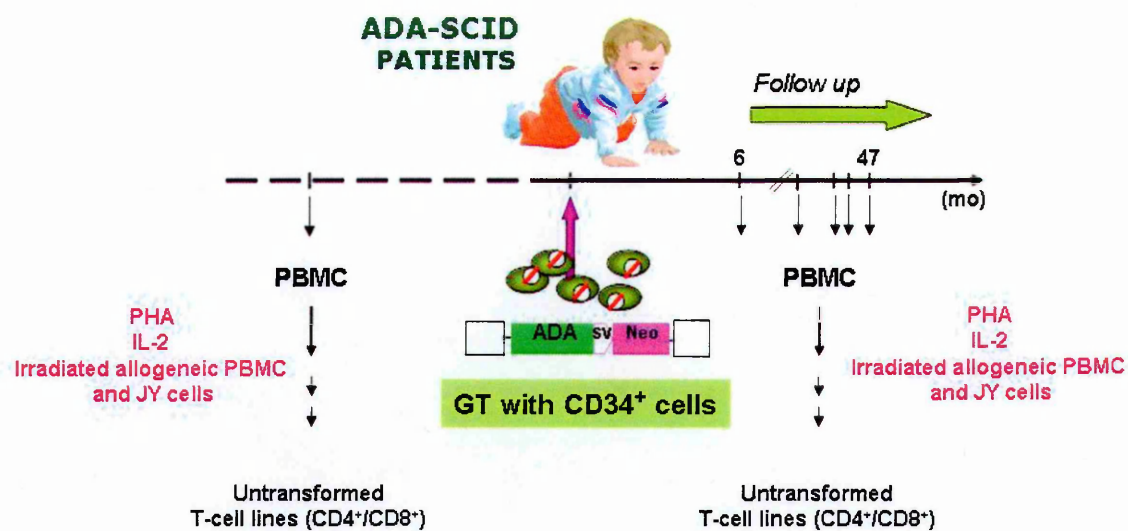 ADA-SCID
PATIENTS
Follow up
6
47
(mo)
PBMC
PHA
IL-2
Irradiated allogeneic PBMC
and JY cells
ADA
SV
Neo
GT with CD34⁺ cells
PBMC
PHA
IL-2
Irradiated allogeneic PBMC
and JY cells
Untransformed
T-cell lines (CD4⁺/CD8⁺)
Untransformed
T-cell lines (CD4⁺/CD8⁺)